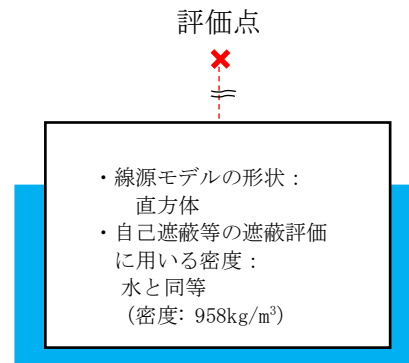 評価点
・線源モデルの形状：
直方体
・自己遮蔽等の遮蔽評価
に用いる密度：
水と同等
(密度: 958kg/m³)